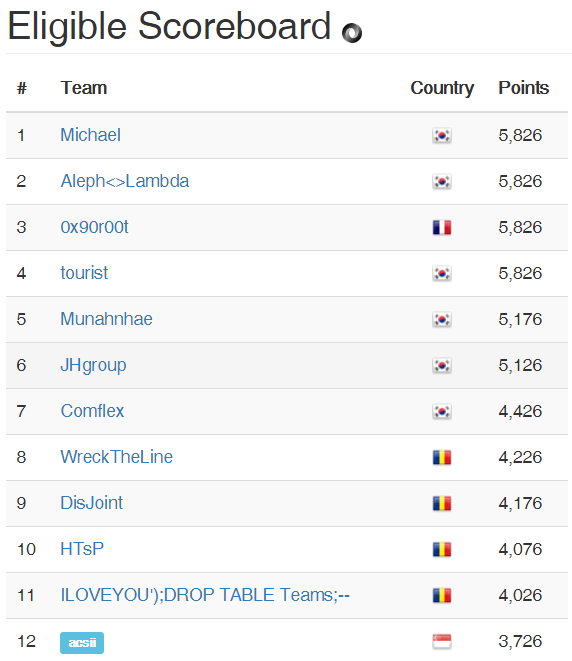 Eligible Scoreboard
# Team Country Points
1 Michael 5,826
2 Aleph<>Lambda 5,826
3 0x90r00t 5,826
4 tourist 5,826
5 Munahnhae 5,176
6 JHgroup 5,126
7 Comflex 4,426
8 WreckTheLine 4,226
9 DisJoint 4,176
10 HTsP 4,076
11 ILOVEYOU');DROP TABLE Teams;-- 4,026
12 acsii 3,726